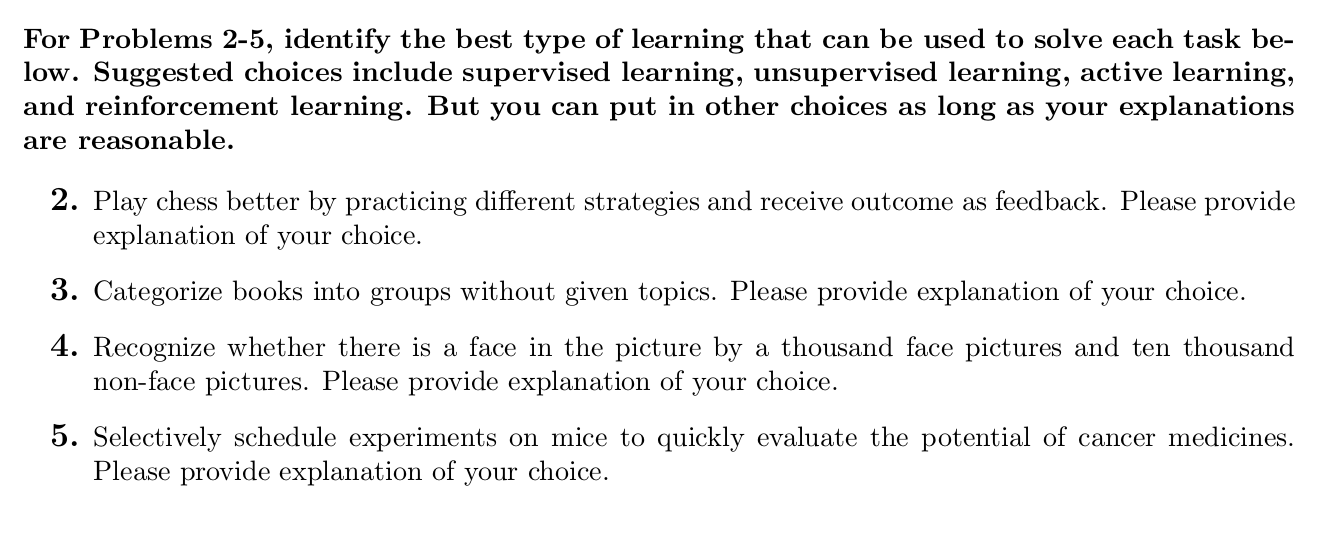 For Problems 2-5, identify the best type of learning that can be used to solve each task be-
low. Suggested choices include supervised learning, unsupervised learning, active learning,
and reinforcement learning. But you can put in other choices as long as your explanations
are reasonable.
2. Play chess better by practicing different strategies and receive outcome as feedback. Please provide
explanation of your choice.
3. Categorize books into groups without given topics. Please provide explanation of your choice.
4. Recognize whether there is a face in the picture by a thousand face pictures and ten thousand
non-face pictures. Please provide explanation of your choice.
5. Selectively schedule experiments on mice to quickly evaluate the potential of cancer medicines.
Please provide explanation of your choice.